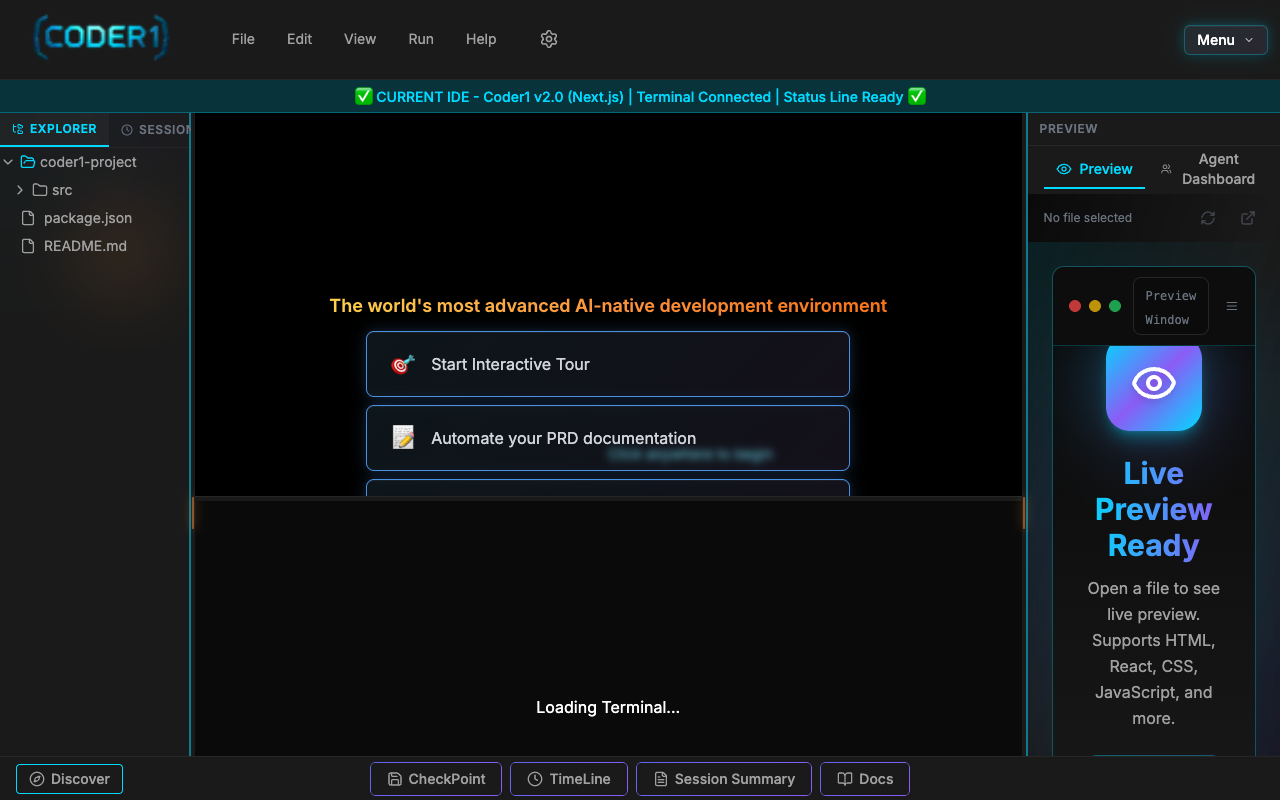 CODER1
File Edit View Run Help
Menu
✅ CURRENT IDE - Coder1 v2.0 (Next.js) | Terminal Connected | Status Line Ready ✅
EXPLORER SESSION
coder1-project
src
package.json
README.md
The world's most advanced AI-native development environment
Start Interactive Tour
Automate your PRD documentation
Click anywhere to begin
Loading Terminal...
PREVIEW
Preview
Agent
Dashboard
No file selected
Preview
Window
Live
Preview
Ready
Open a file to see
live preview.
Supports HTML,
React, CSS,
JavaScript, and
more.
Discover
CheckPoint
TimeLine
Session Summary
Docs